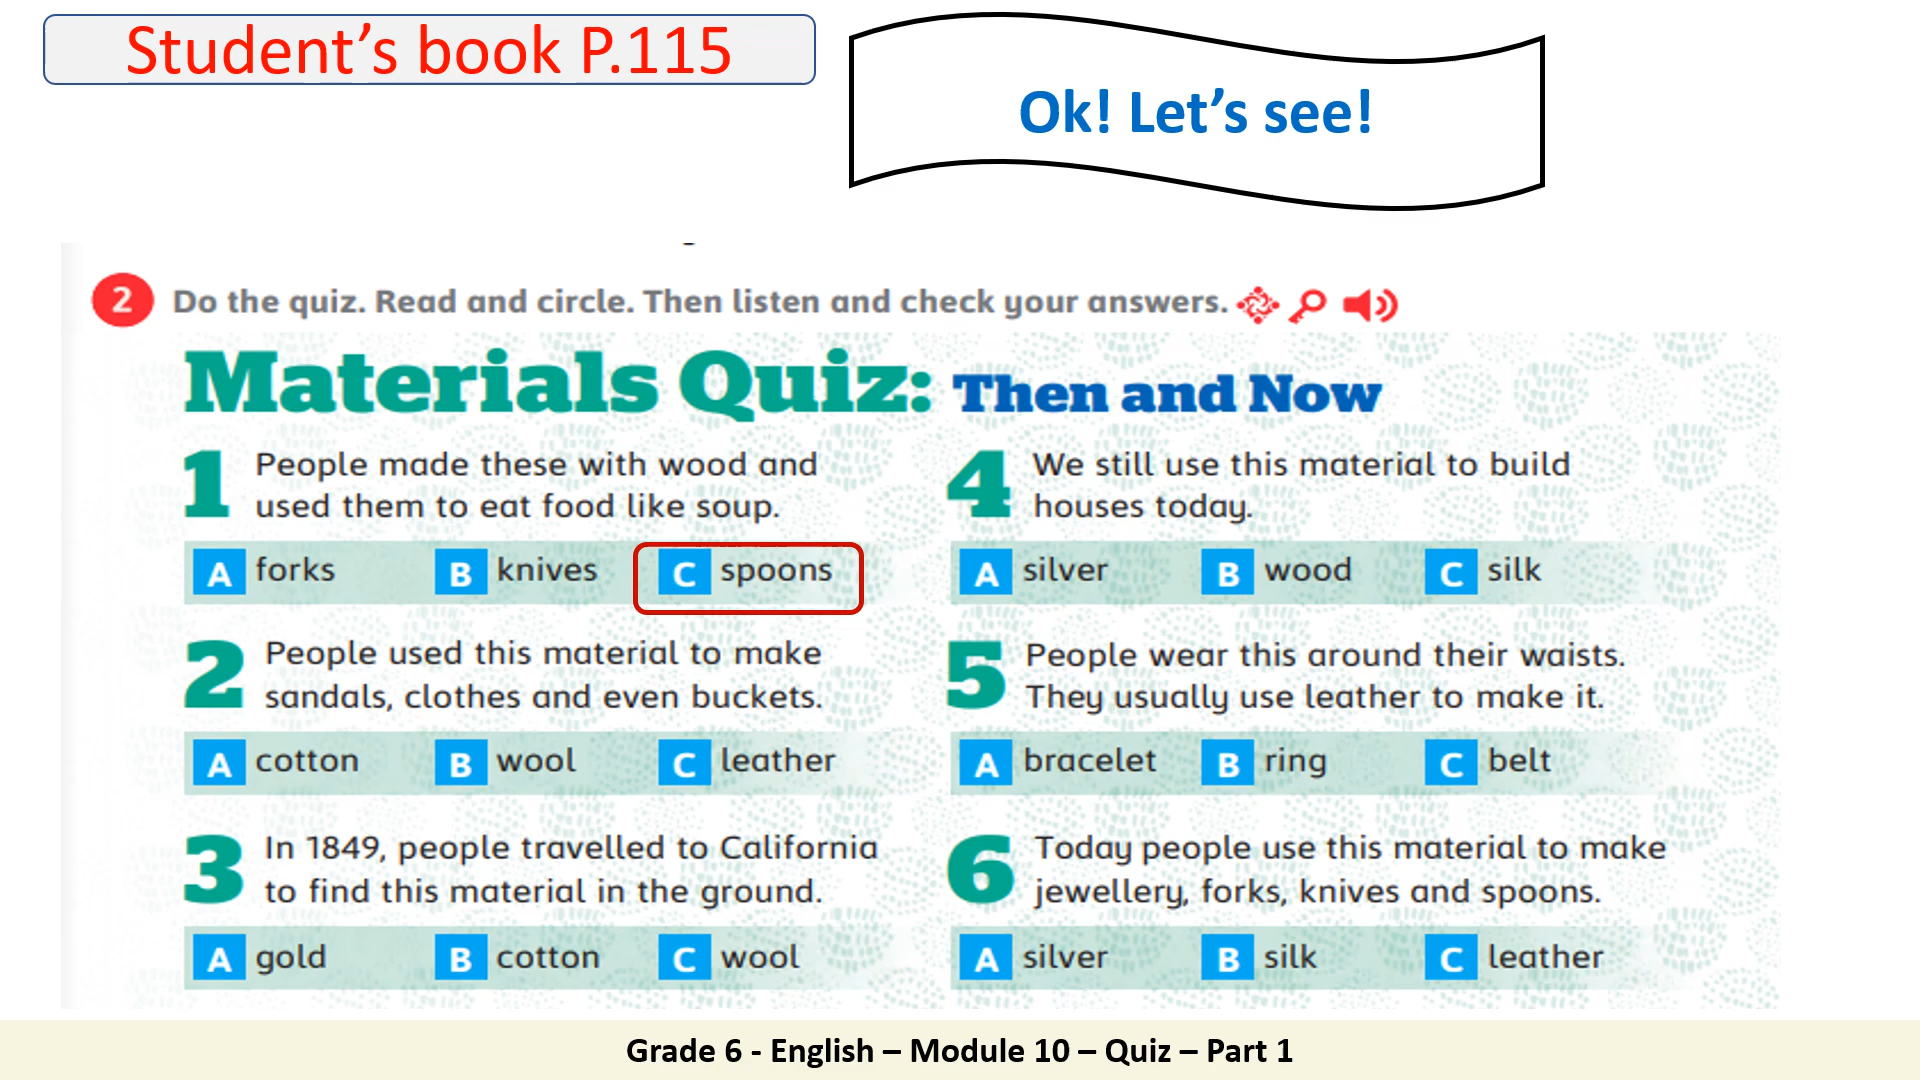 Student’s book P.115
Ok! Let’s see!
2 Do the quiz. Read and circle. Then listen and check your answers.
Materials Quiz: Then and Now
1 People made these with wood and
used them to eat food like soup.
A forks B knives C spoons
2 People used this material to make
sandals, clothes and even buckets.
A cotton B wool C leather
3 In 1849, people travelled to California
to find this material in the ground.
A gold B cotton C wool
4 We still use this material to build
houses today.
A silver B wood C silk
5 People wear this around their waists.
They usually use leather to make it.
A bracelet B ring C belt
6 Today people use this material to make
jewellery, forks, knives and spoons.
A silver B silk C leather
Grade 6 - English – Module 10 – Quiz – Part 1